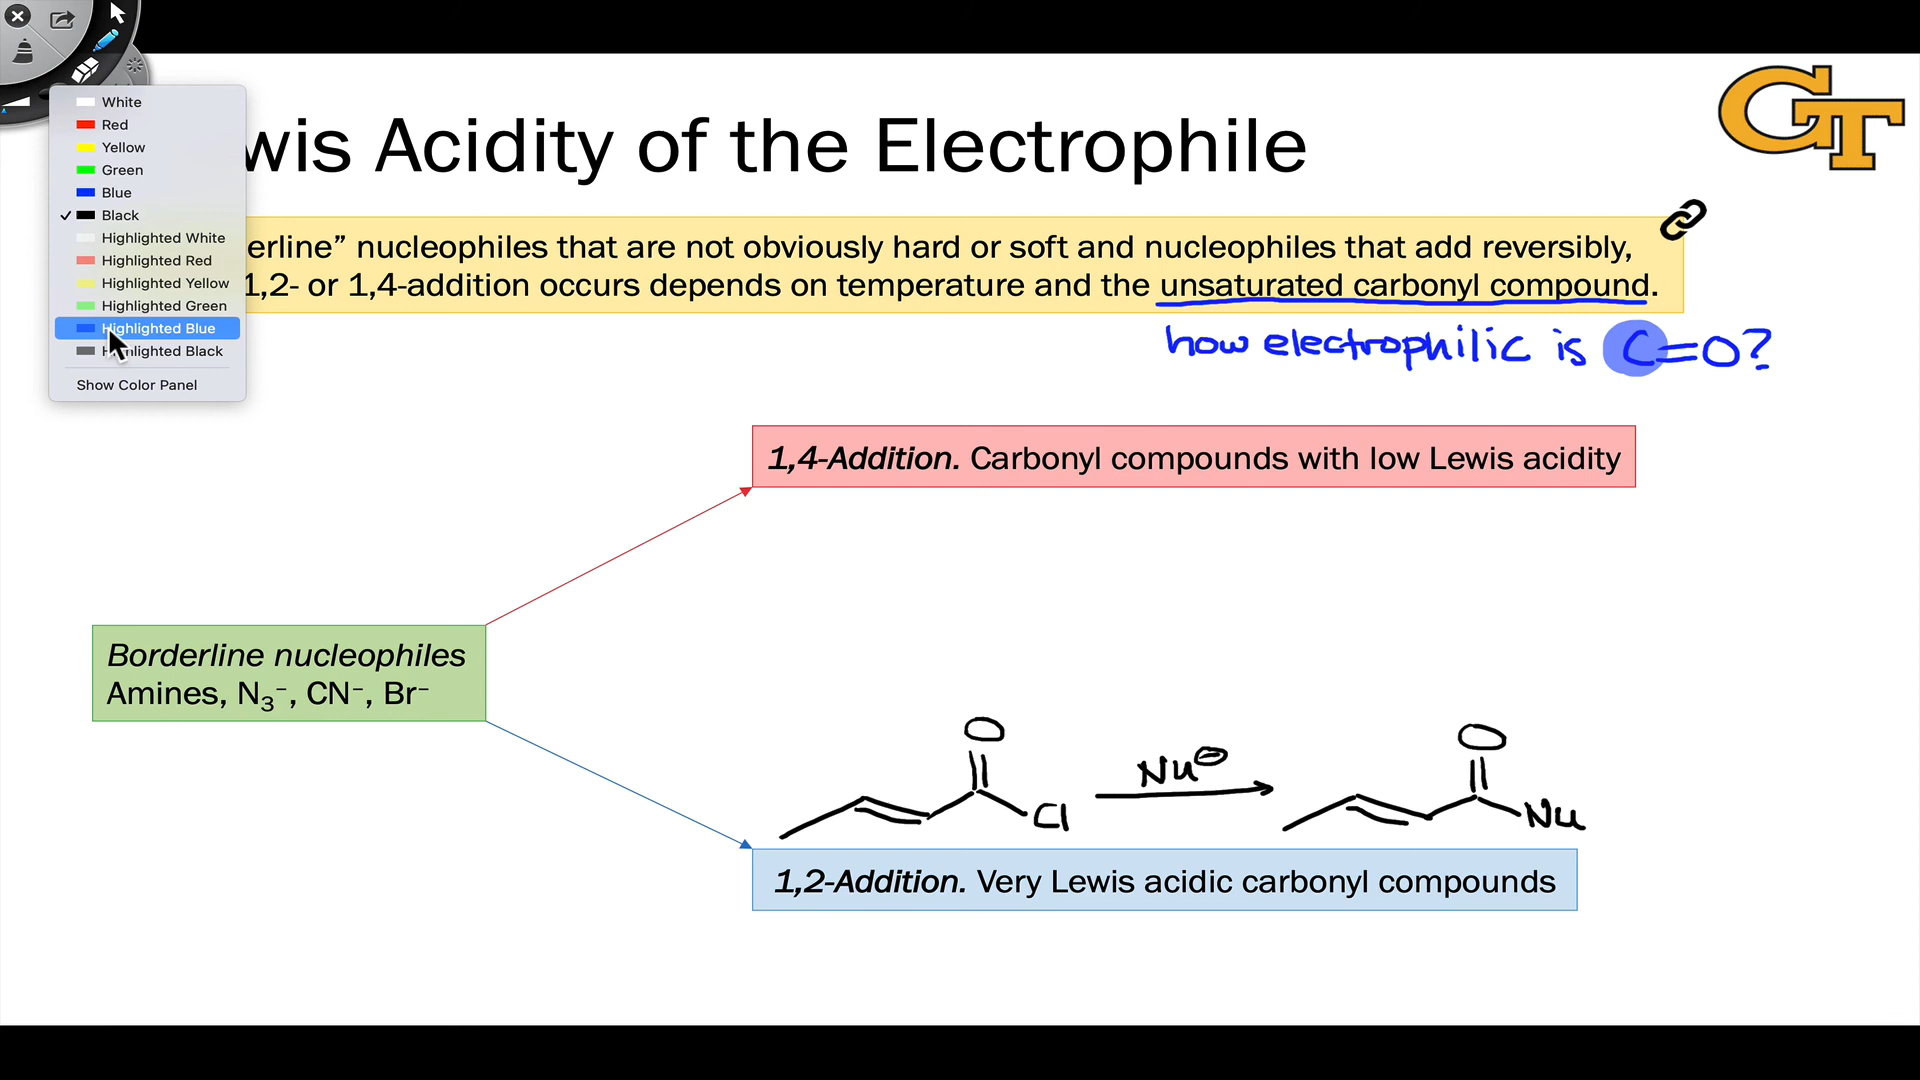 White
Red
Yellow
Green
Blue
Black
Highlighted White
Highlighted Red
Highlighted Yellow
Highlighted Green
Highlighted Blue
Highlighted Black
Show Color Panel
wis Acidity of the Electrophile
GT
erline” nucleophiles that are not obviously hard or soft and nucleophiles that add reversibly,
1,2- or 1,4-addition occurs depends on temperature and the unsaturated carbonyl compound.
how electrophilic is C=O?
1,4-Addition. Carbonyl compounds with low Lewis acidity
Borderline nucleophiles
Amines, N₃⁻, CN⁻, Br⁻
O
Cl
Nu⊖
O
Nu
1,2-Addition. Very Lewis acidic carbonyl compounds